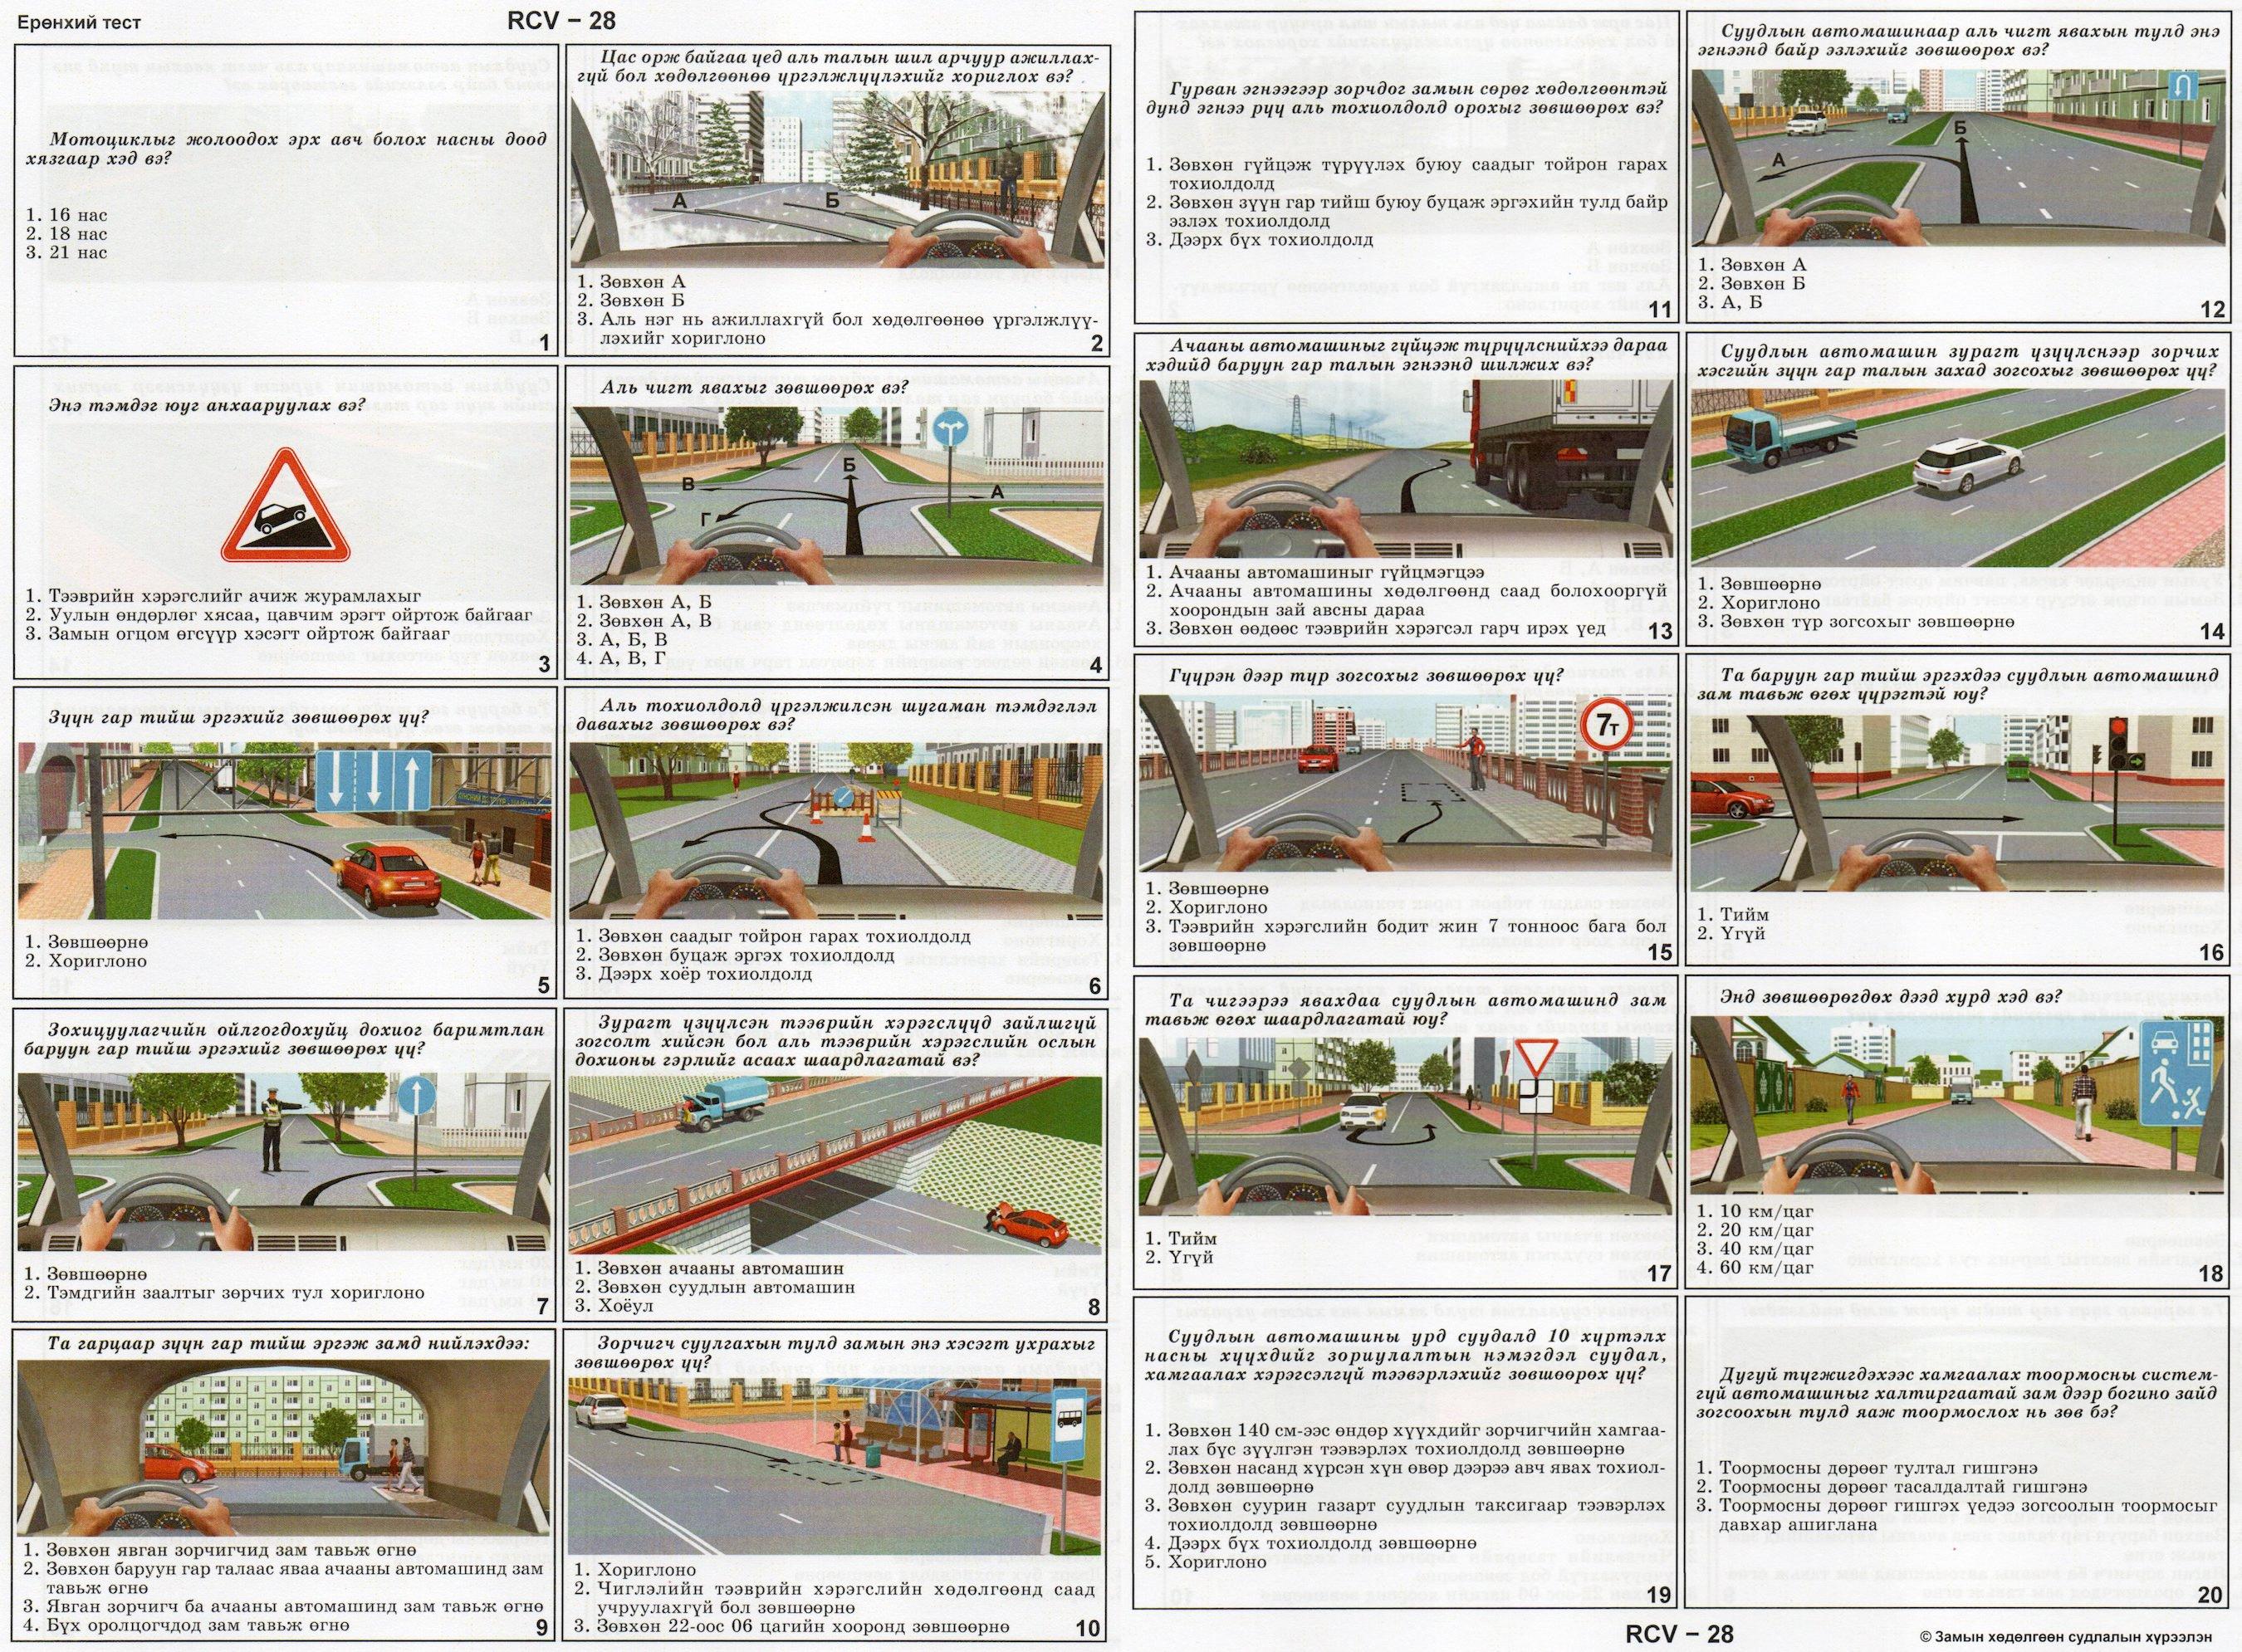 Ерөнхий тест
RCV – 28
Мотоциклыг жолоодох эрх авч болох насны доод
хязгаар хэд вэ?
1. 16 нас
2. 18 нас
3. 21 нас
1
Цас орж байгаа үед аль талын шил арчуур ажиллах-
гүй бол хөдөлгөөнөө үргэлжлүүлэхийг хориглох вэ?
А
Б
1. Зөвхөн А
2. Зөвхөн Б
3. Аль нэг нь ажиллахгүй бол хөдөлгөөнөө үргэлжлүү-
лэхийг хориглоно
2
Энэ тэмдэг юуг анхааруулах вэ?
1. Тээврийн хэрэгслийг ачиж журамлахыг
2. Уулын өндөрлөг хясаа, цавчим эрэгт ойртож байгааг
3. Замын огцом өгсүүр хэсэгт ойртож байгааг
3
Аль чигт явахыг зөвшөөрөх вэ?
Б
В
А
Г
1. Зөвхөн А, Б
2. Зөвхөн А, В
3. А, Б, В
4. А, В, Г
4
Зүүн гар тийш эргэхийг зөвшөөрөх үү?
1. Зөвшөөрнө
2. Хориглоно
5
Аль тохиолдолд үргэлжилсэн шугаман тэмдэглэл
давахыг зөвшөөрөх вэ?
1. Зөвхөн саадыг тойрон гарах тохиолдолд
2. Зөвхөн буцаж эргэх тохиолдолд
3. Дээрх хоёр тохиолдолд
6
Зохицуулагчийн ойлгогдохуйц дохиог баримтлан
баруун гар тийш эргэхийг зөвшөөрөх үү?
1. Зөвшөөрнө
2. Тэмдгийн заалтыг зөрчих тул хориглоно
7
Зурагт үзүүлсэн тээврийн хэрэгслүүд зайлшгүй
зогсолт хийсэн бол аль тээврийн хэрэгслийн ослын
дохионы гэрлийг асаах шаардлагатай вэ?
1. Зөвхөн ачааны автомашин
2. Зөвхөн суудлын автомашин
3. Хоёул
8
Та гарцаар зүүн гар тийш эргэж замд нийлэхдээ:
1. Зөвхөн явган зорчигчид зам тавьж өгнө
2. Зөвхөн баруун гар талаас яваа ачааны автомашинд зам
тавьж өгнө
3. Явган зорчигч ба ачааны автомашинд зам тавьж өгнө
4. Бүх оролцогчдод зам тавьж өгнө
9
Зорчигч суулгахын тулд замын энэ хэсэгт ухрахыг
зөвшөөрөх үү?
1. Хориглоно
2. Чиглэлийн тээврийн хэрэгслийн хөдөлгөөнд саад
учруулахгүй бол зөвшөөрнө
3. Зөвхөн 22-оос 06 цагийн хооронд зөвшөөрнө
10
Гурван эгнээгээр зорчдог замын сөрөг хөдөлгөөнтэй
дунд эгнээ рүү аль тохиолдолд орохыг зөвшөөрөх вэ?
1. Зөвхөн гүйцэж түрүүлэх буюу саадыг тойрон гарах
тохиолдолд
2. Зөвхөн зүүн гар тийш буюу буцаж эргэхийн тулд байр
эзлэх тохиолдолд
3. Дээрх бүх тохиолдолд
11
Суудлын автомашинаар аль чигт явахын тулд энэ
эгнээнд байр эзлэхийг зөвшөөрөх вэ?
Б
А
1. Зөвхөн А
2. Зөвхөн Б
3. А, Б
12
Ачааны автомашиныг гүйцэж түрүүлснийхээ дараа
хэдийд баруун гар талын эгнээнд шилжих вэ?
1. Ачааны автомашиныг гүйцмэгцээ
2. Ачааны автомашины хөдөлгөөнд саад болохооргүй
хоорондын зай авсны дараа
3. Зөвхөн өөдөөс тээврийн хэрэгсэл гарч ирэх үед
13
Суудлын автомашин зурагт үзүүлснээр зорчих
хэсгийн зүүн гар талын захад зогсохыг зөвшөөрөх үү?
1. Зөвшөөрнө
2. Хориглоно
3. Зөвхөн түр зогсохыг зөвшөөрнө
14
Гүүрэн дээр түр зогсохыг зөвшөөрөх үү?
7т
1. Зөвшөөрнө
2. Хориглоно
3. Тээврийн хэрэгслийн бодит жин 7 тонноос бага бол
зөвшөөрнө
15
Та баруун гар тийш эргэхдээ суудлын автомашинд
зам тавьж өгөх үүрэгтэй юу?
1. Тийм
2. Үгүй
16
Та чигээрээ явахдаа суудлын автомашинд зам
тавьж өгөх шаардлагатай юу?
1. Тийм
2. Үгүй
17
Энд зөвшөөрөгдөх дээд хурд хэд вэ?
1. 10 км/цаг
2. 20 км/цаг
3. 40 км/цаг
4. 60 км/цаг
18
Суудлын автомашины урд суудалд 10 хүртэлх
насны хүүхдийг зориулалтын нэмэгдэл суудал,
хамгаалах хэрэгсэлгүй тээвэрлэхийг зөвшөөрөх үү?
1. Зөвхөн 140 см-ээс өндөр хүүхдийг зорчигчийн хамгаа-
лах бүс зүүлгэн тээвэрлэх тохиолдолд зөвшөөрнө
2. Зөвхөн насанд хүрсэн хүн өвөр дээрээ авч явах тохиол-
долд зөвшөөрнө
3. Зөвхөн суурин газарт суудлын таксигаар тээвэрлэх
тохиолдолд зөвшөөрнө
4. Дээрх бүх тохиолдолд зөвшөөрнө
5. Хориглоно
19
Дугуй түгжигдэхээс хамгаалах тоормосны систем-
гүй автомашиныг халтиргаатай зам дээр богино зайд
зогсоохын тулд яаж тоормослох нь зөв бэ?
1. Тоормосны дөрөөг тултал гишгэнэ
2. Тоормосны дөрөөг тасалдалтай гишгэнэ
3. Тоормосны дөрөөг гишгэх үедээ зогсоолын тоормосыг
давхар ашиглана
20
RCV – 28
© Замын хөдөлгөөн судлалын хүрээлэн